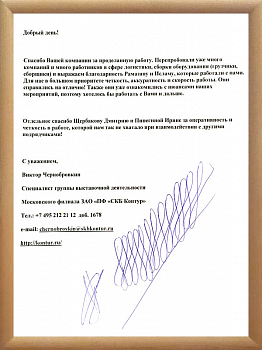 Добрый день!
Спасибо Вашей компании за проделанную работу. Перепробовали уже много
компаний и много работников в сфере логистики, сборки оборудования (грузчики,
сборщики) и выражаем благодарность Рамазану и Исламу, которые работали с нами.
Для нас в большом приоритете четкость, аккуратность и скорость работы. Они
справились на отлично! Также они уже ознакомились с нюансами наших
мероприятий, поэтому хотелось бы работать с Вами и дальше.
Отдельное спасибо Щербакову Дмитрию и Ирине за оперативность и
четкость в работе, которой нам так не хватало при взаимодействии с другими
подрядчиками!
С уважением,
Виктор Чернобровкин
Специалист группы выставочной деятельности
Московского филиала ЗАО «ПФ «СКБ Контур»
Тел.: +7 495 212 21 12 доб. 1678
e-mail: chernobrovkin@skbkontur.ru
http://kontur.ru/